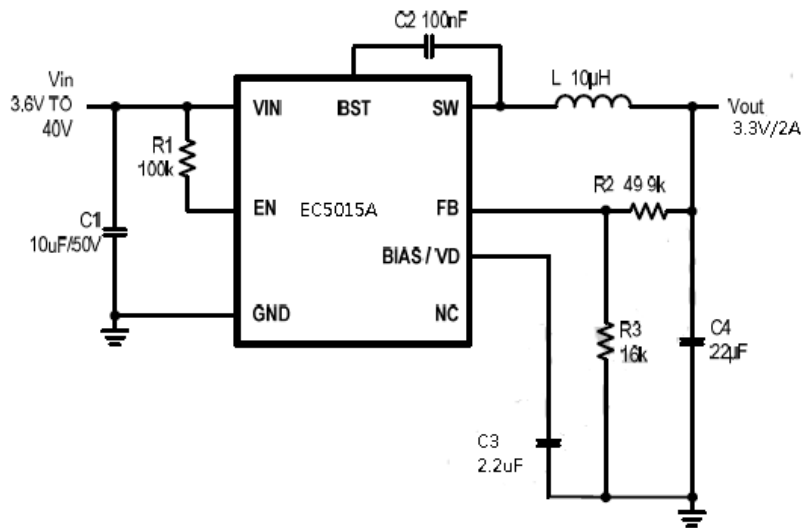 C2 100nF
Vin
3.6V TO
40V
VIN
BST
SW
L 10µH
Vout
3.3V/2A
R1
100k
R2 49 9k
EN
EC5015A
FB
C1
10uF/50V
BIAS / VD
GND
NC
R3
16k
C4
22µF
C3
2.2uF